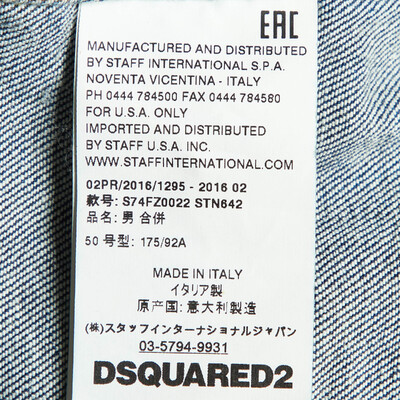 EAC
MANUFACTURED AND DISTRIBUTED
BY STAFF INTERNATIONAL S.P.A.
NOVENTA VICENTINA - ITALY
PH 0444 784500 FAX 0444 784580
FOR U.S.A. ONLY
IMPORTED AND DISTRIBUTED
BY STAFF U.S.A. INC.
WWW.STAFFINTERNATIONAL.COM
02PR/2016/1295 - 2016 02
款号: S74FZ0022 STN642
品名: 男 合併
50 号型: 175/92A
MADE IN ITALY
イタリア製
原产国: 意大利製造
(株)スタッフインターナショナルジャパン
03-5794-9931
DSQUARED2